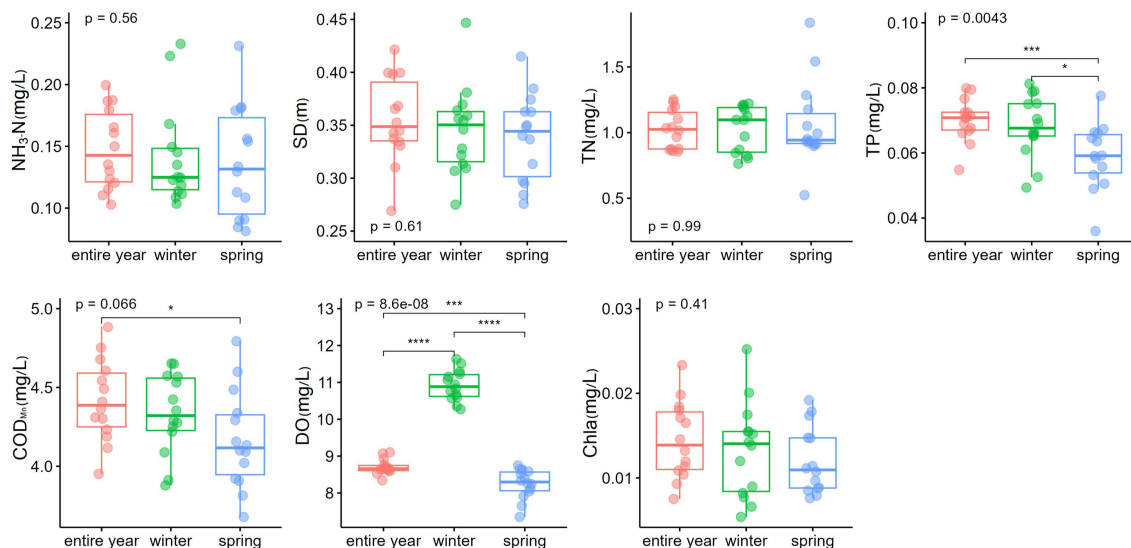 p = 0.56
NH₃-N(mg/L)
0.25
0.20
0.15
0.10
entire year winter spring
p = 0.61
SD(m)
0.45
0.40
0.35
0.30
0.25
entire year winter spring
p = 0.99
TN(mg/L)
1.5
1.0
0.5
entire year winter spring
p = 0.0043
***
*
TP(mg/L)
0.10
0.08
0.06
0.04
entire year winter spring
p = 0.066
*
CODMn(mg/L)
5.0
4.5
4.0
entire year winter spring
p = 8.6e-08
***
****
****
DO(mg/L)
13
12
11
10
9
8
entire year winter spring
p = 0.41
Chla(mg/L)
0.03
0.02
0.01
entire year winter spring